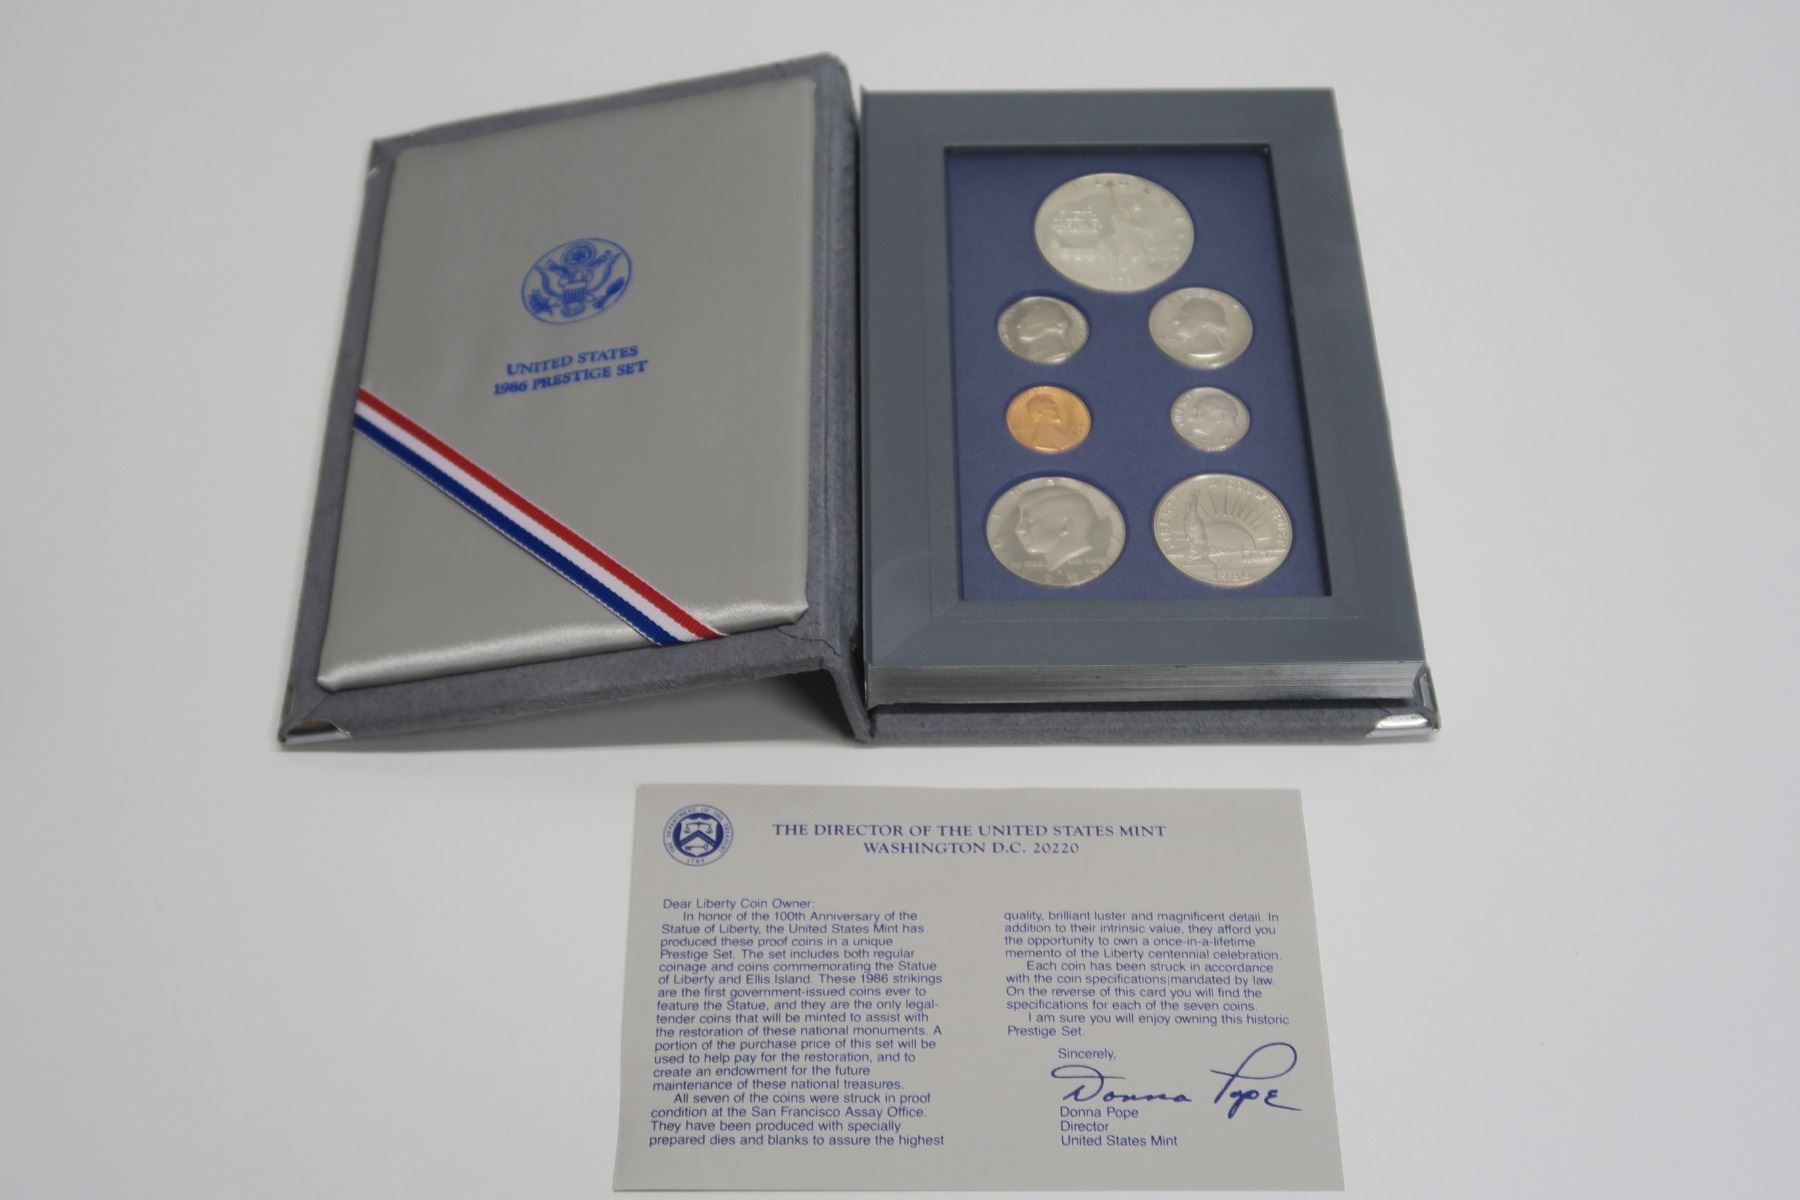 UNITED STATES
1986 PRESTIGE SET
THE DEPARTMENT OF THE TREASURY
1789
THE DIRECTOR OF THE UNITED STATES MINT
WASHINGTON D.C. 20220
Dear Liberty Coin Owner:
In honor of the 100th Anniversary of the
Statue of Liberty, the United States Mint has
produced these proof coins in a unique
Prestige Set. The set includes both regular
coinage and coins commemorating the Statue
of Liberty and Ellis Island. These 1986 strikings
are the first government-issued coins ever to
feature the Statue, and they are the only legal-
tender coins that will be minted to assist with
the restoration of these national monuments. A
portion of the purchase price of this set will be
used to help pay for the restoration, and to
create an endowment for the future
maintenance of these national treasures.
All seven of the coins were struck in proof
condition at the San Francisco Assay Office.
They have been produced with specially
prepared dies and blanks to assure the highest
quality, brilliant luster and magnificent detail. In
addition to their intrinsic value, they afford you
the opportunity to own a once-in-a-lifetime
memento of the Liberty centennial celebration.
Each coin has been struck in accordance
with the coin specifications mandated by law.
On the reverse of this card you will find the
specifications for each of the seven coins.
I am sure you will enjoy owning this historic
Prestige Set.
Sincerely,
Donna Pope
Donna Pope
Director
United States Mint